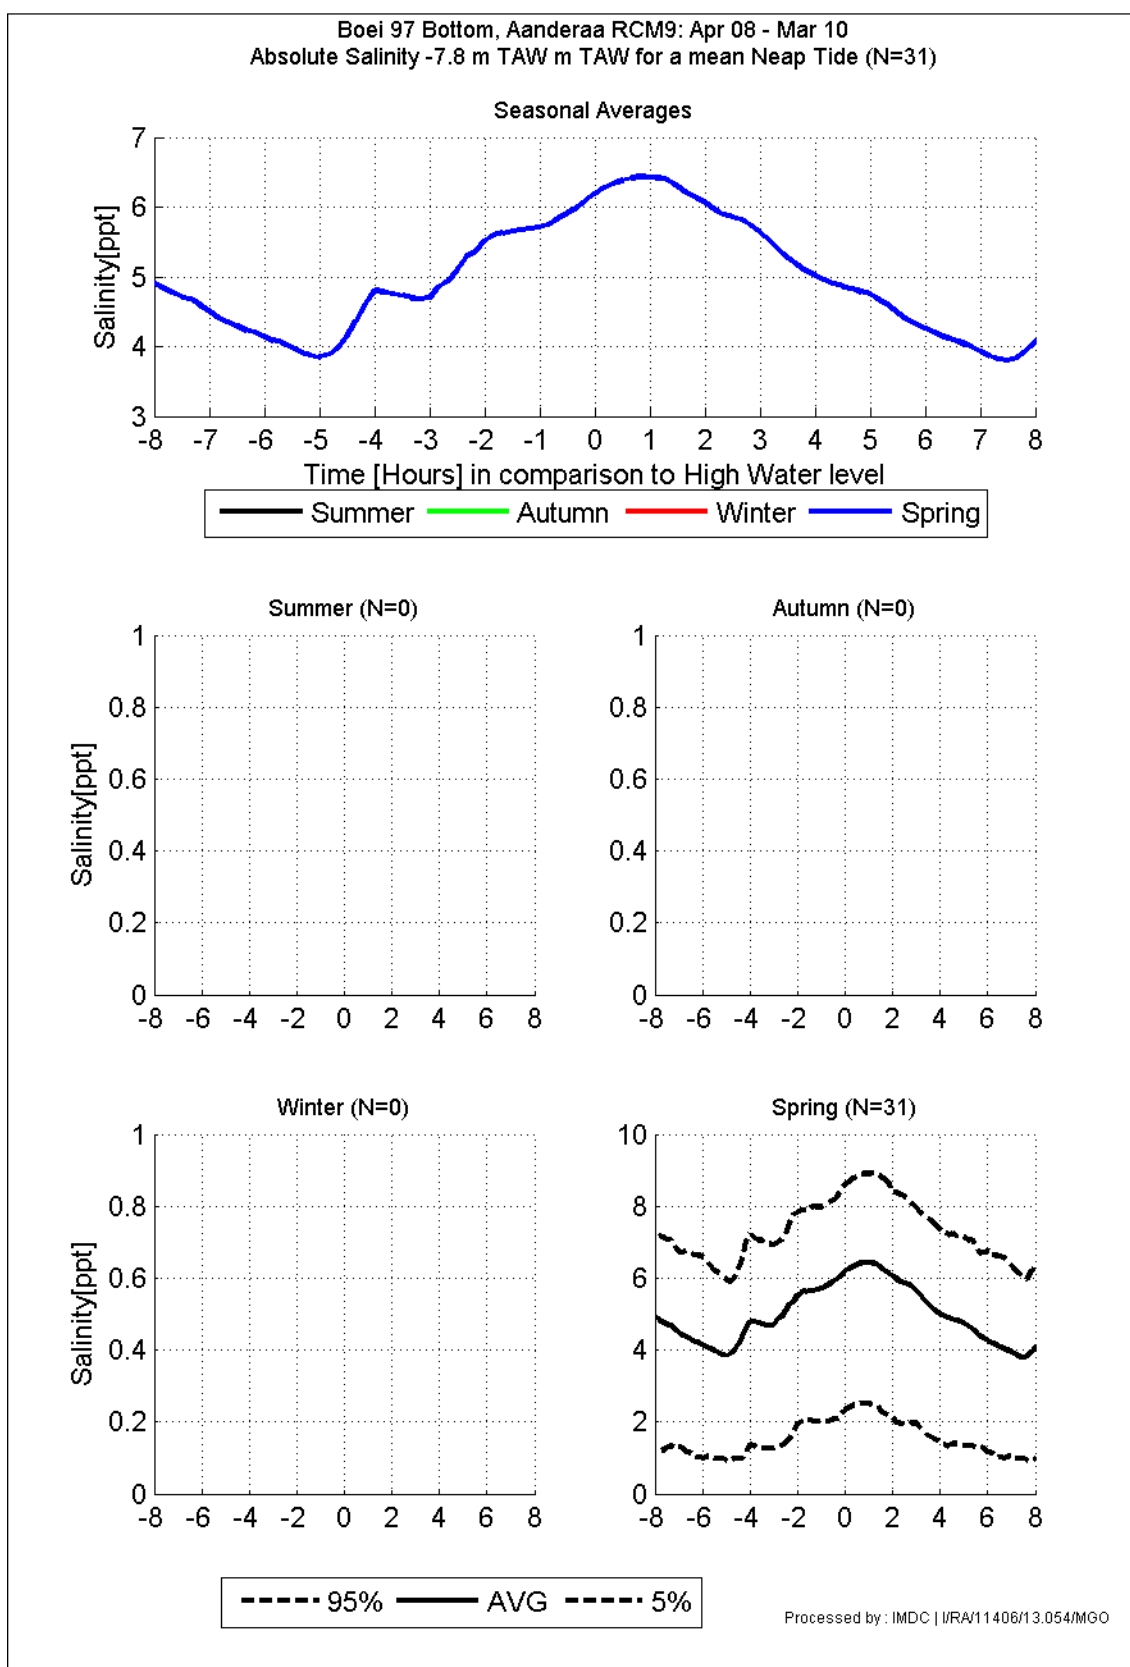 Boei 97 Bottom, Aanderaa RCM9: Apr 08 - Mar 10
Absolute Salinity -7.8 m TAW m TAW for a mean Neap Tide (N=31)
Seasonal Averages
7
6
5
4
3
Salinity[ppt]
-8 -7 -6 -5 -4 -3 -2 -1 0 1 2 3 4 5 6 7 8
Time [Hours] in comparison to High Water level
Summer Autumn Winter Spring
Summer (N=0)
1
0.8
0.6
0.4
0.2
0
Salinity[ppt]
-8 -6 -4 -2 0 2 4 6 8
Autumn (N=0)
1
0.8
0.6
0.4
0.2
0
-8 -6 -4 -2 0 2 4 6 8
Winter (N=0)
1
0.8
0.6
0.4
0.2
0
Salinity[ppt]
-8 -6 -4 -2 0 2 4 6 8
Spring (N=31)
10
8
6
4
2
0
-8 -6 -4 -2 0 2 4 6 8
95% AVG 5%
Processed by : IMDC | I/RA/11406/13.054/MGO